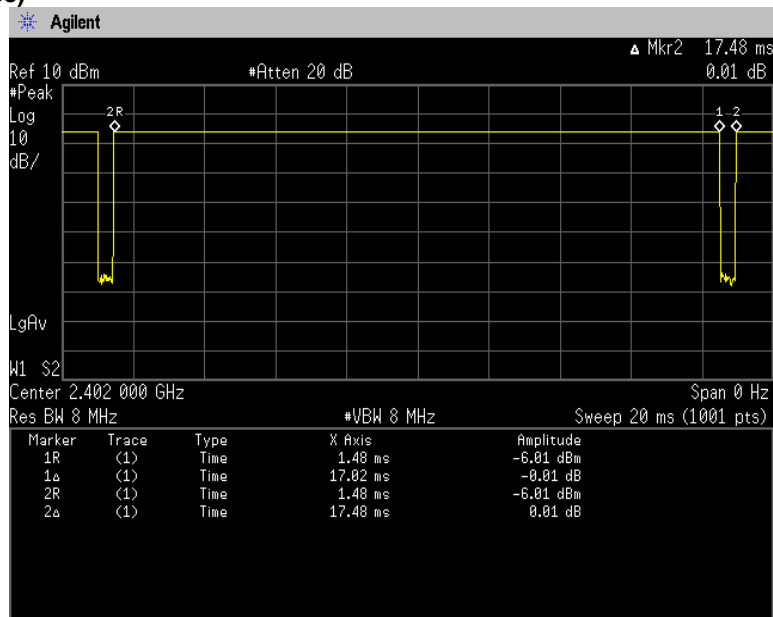 Agilent
Δ Mkr2 17.48 ms
Ref 10 dBm #Atten 20 dB 0.01 dB
#Peak
Log
10
dB/
2R
1 2
LgAv
W1 S2
Center 2.402 000 GHz Span 0 Hz
Res BW 8 MHz #VBW 8 MHz Sweep 20 ms (1001 pts)
Marker Trace Type X Axis Amplitude
1R (1) Time 1.48 ms -6.01 dBm
1Δ (1) Time 17.02 ms -0.01 dB
2R (1) Time 1.48 ms -6.01 dBm
2Δ (1) Time 17.48 ms 0.01 dB